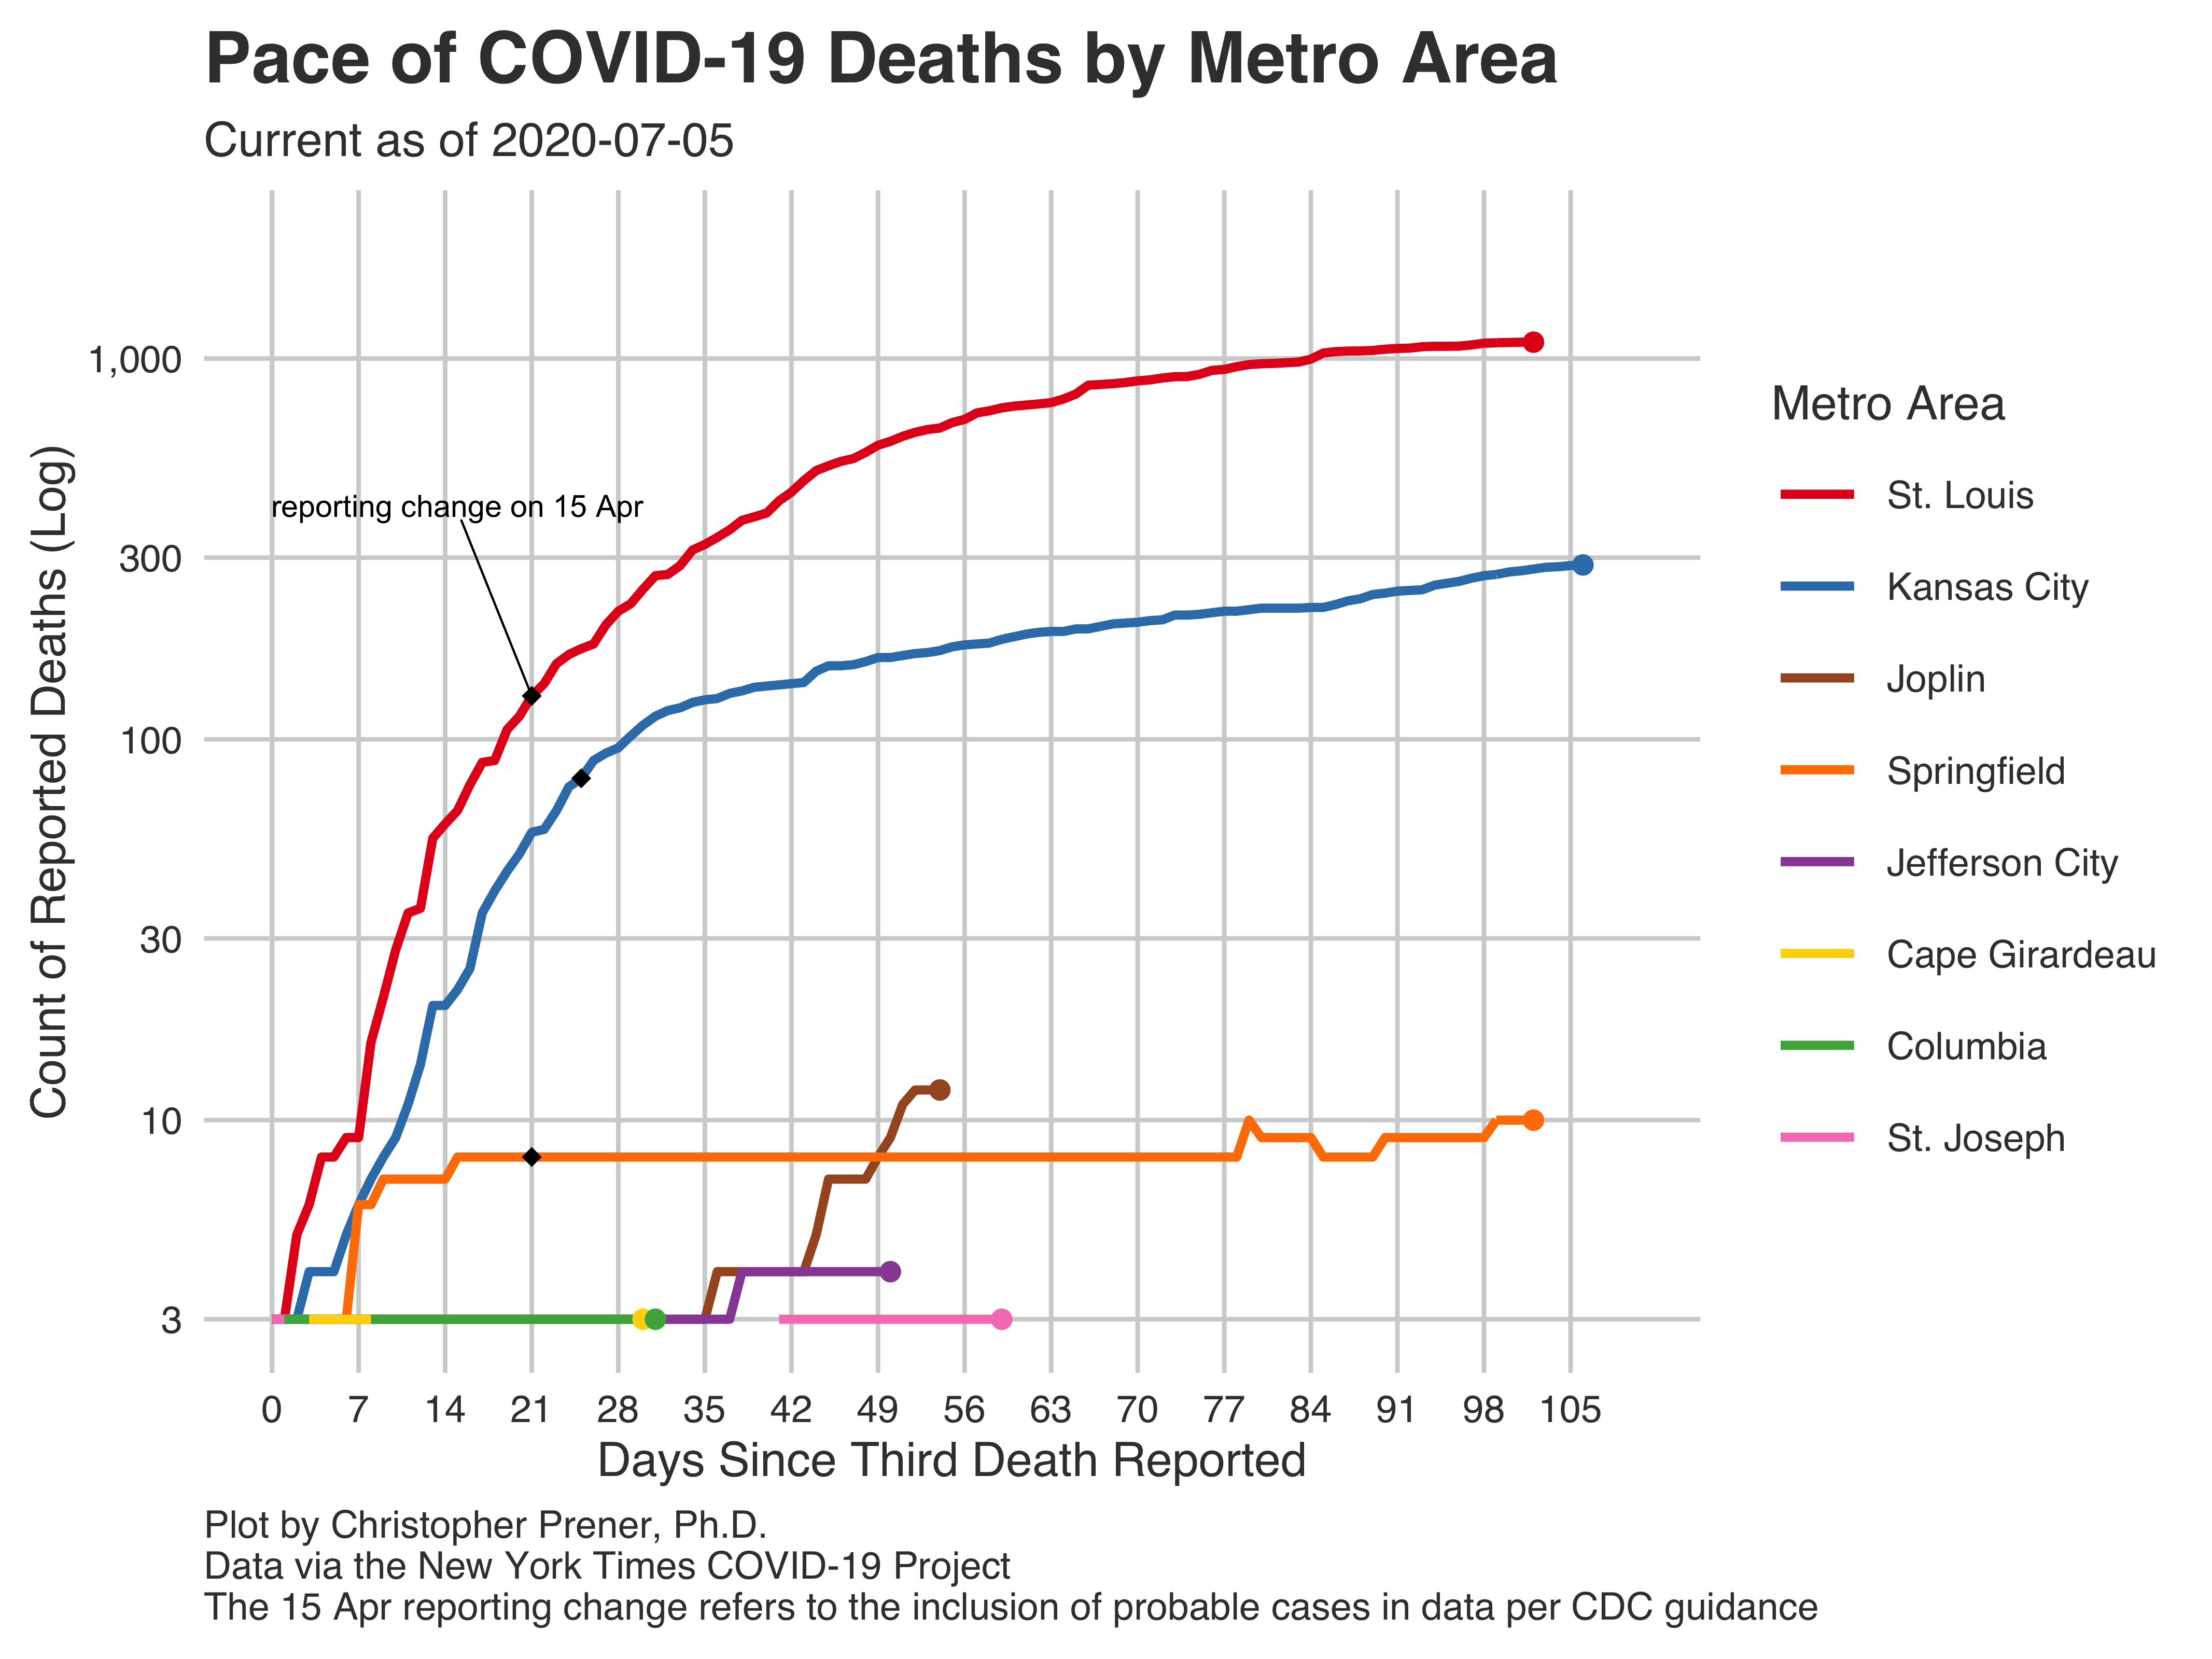 Pace of COVID-19 Deaths by Metro Area
Current as of 2020-07-05
Count of Reported Deaths (Log)
1,000
300
100
30
10
3
reporting change on 15 Apr
0 7 14 21 28 35 42 49 56 63 70 77 84 91 98 105
Days Since Third Death Reported
Metro Area
St. Louis
Kansas City
Joplin
Springfield
Jefferson City
Cape Girardeau
Columbia
St. Joseph
Plot by Christopher Prener, Ph.D.
Data via the New York Times COVID-19 Project
The 15 Apr reporting change refers to the inclusion of probable cases in data per CDC guidance